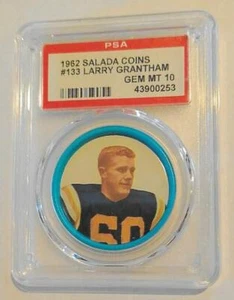 PSA
1962 SALADA COINS
#133 LARRY GRANTHAM
GEM MT 10
43900253
60